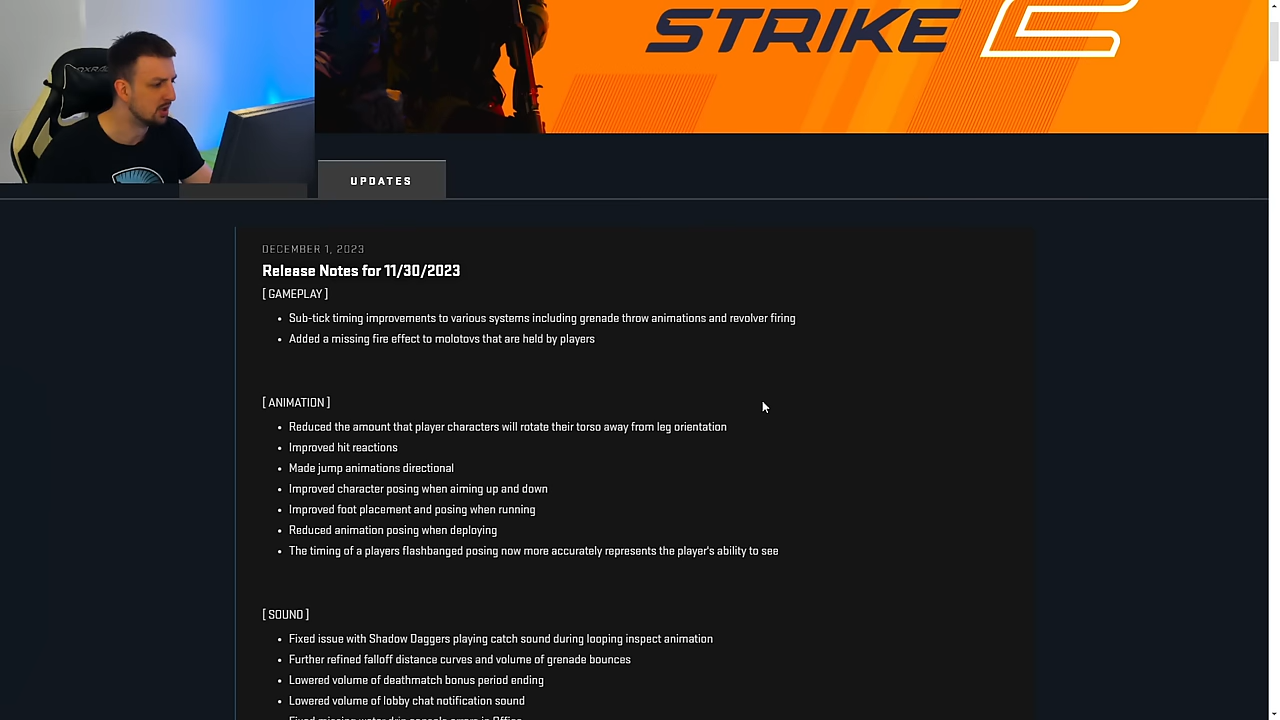 STRIKE 2
UPDATES
DECEMBER 1, 2023
Release Notes for 11/30/2023
[ GAMEPLAY ]
• Sub-tick timing improvements to various systems including grenade throw animations and revolver firing
• Added a missing fire effect to molotovs that are held by players
[ ANIMATION ]
• Reduced the amount that player characters will rotate their torso away from leg orientation
• Improved hit reactions
• Made jump animations directional
• Improved character posing when aiming up and down
• Improved foot placement and posing when running
• Reduced animation posing when deploying
• The timing of a players flashbanged posing now more accurately represents the player's ability to see
[ SOUND ]
• Fixed issue with Shadow Daggers playing catch sound during looping inspect animation
• Further refined falloff distance curves and volume of grenade bounces
• Lowered volume of deathmatch bonus period ending
• Lowered volume of lobby chat notification sound